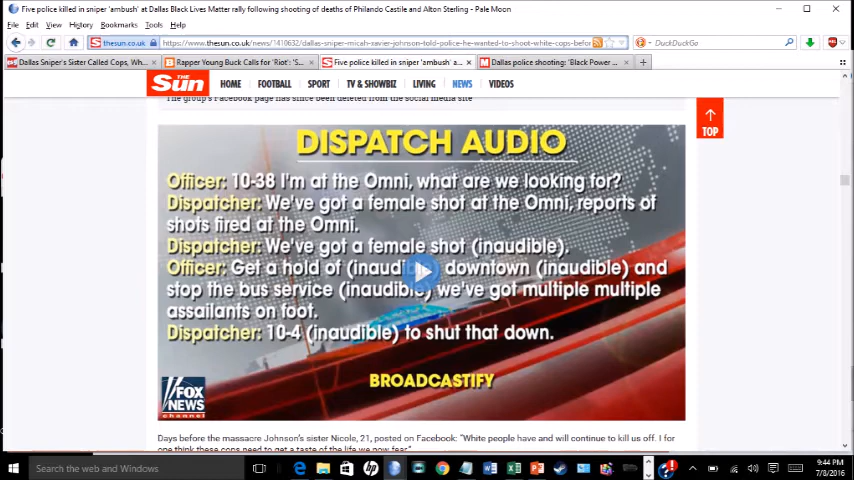 Five police killed in sniper 'ambush' at Dallas Black Lives Matter rally following shooting of deaths of Philando Castile and Alton Sterling - Pale Moon
File Edit View History Bookmarks Tools Help
thesun.co.uk https://www.thesun.co.uk/news/1410632/dallas-sniper-micah-xavier-johnson-told-police-he-wanted-to-shoot-white-cops-befor DuckDuckGo
Dallas Sniper's Sister Called Cops, Wh... Rapper Young Buck Calls for 'Riot': 'S... Five police killed in sniper 'ambush' a... Dallas police shooting: 'Black Power ...
THE Sun HOME FOOTBALL SPORT TV & SHOWBIZ LIVING NEWS VIDEOS
The group's Facebook page has since been deleted from the social media site
TOP
DISPATCH AUDIO
Officer: 10-38 I'm at the Omni, what are we looking for?
Dispatcher: We've got a female shot at the Omni, reports of
shots fired at the Omni.
Dispatcher: We've got a female shot (inaudible).
Officer: Get a hold of (inaudible) downtown (inaudible) and
stop the bus service (inaudible) we've got multiple multiple
assailants on foot.
Dispatcher: 10-4 (inaudible) to shut that down.
BROADCASTIFY
FOX
NEWS
channel
Days before the massacre Johnson's sister Nicole, 21, posted on Facebook: "White people have and will continue to kill us off. I for
one think these cops need to get a taste of the life we now fear."
Search the web and Windows
9:44 PM
7/8/2016